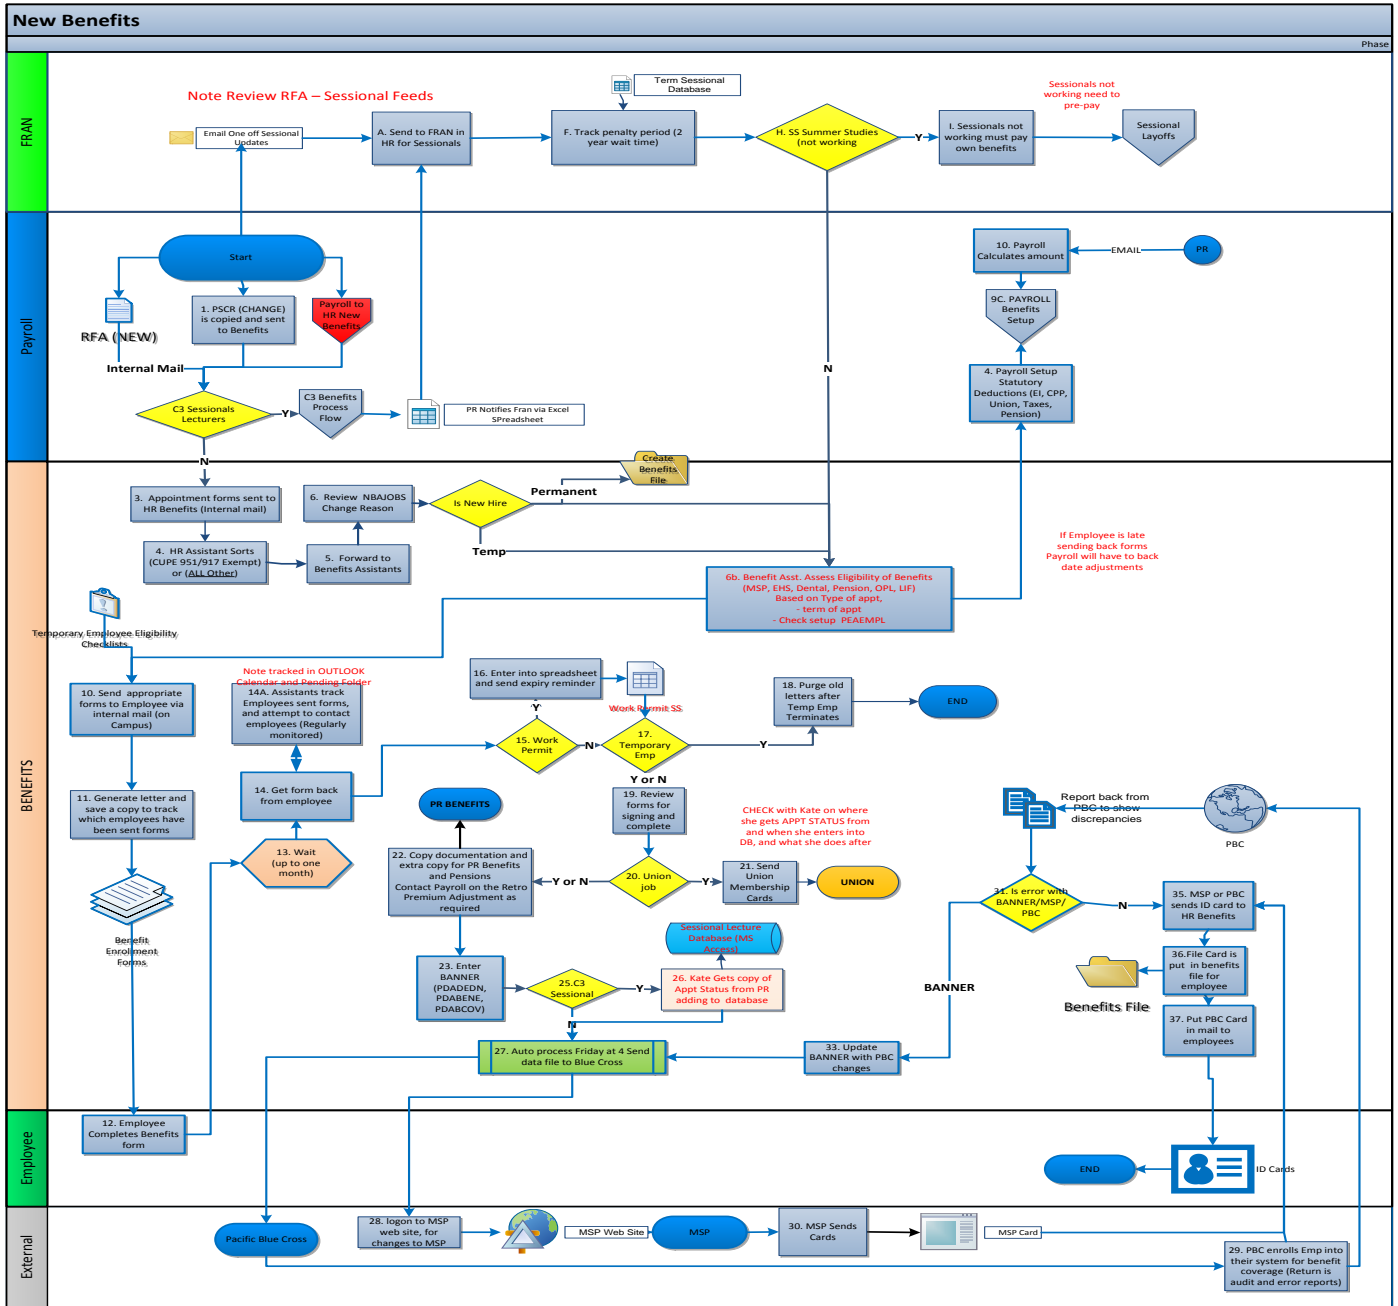 New Benefits
Phase
FRAN
Note Review RFA – Sessional Feeds
Email One off Sessional
Updates
A. Send to FRAN in
HR for Sessionals
Term Sessional
Database
F. Track penalty period (2
year wait time)
H. SS Summer Studies
(not working
Y
I. Sessionals not
working must pay
own benefits
Sessionals not
working need to
pre-pay
Sessional
Layoffs
Payroll
Start
RFA (NEW)
1. PSCR (CHANGE)
is copied and sent
to Benefits
Payroll to
HR New
Benefits
Internal Mail
C3 Sessionals
Lecturers
Y
C3 Benefits
Process
Flow
PR Notifies Fran via Excel
SPreadsheet
N
N
10. Payroll
Calculates amount
EMAIL
PR
9C. PAYROLL
Benefits
Setup
4. Payroll Setup
Statutory
Deductions (EI, CPP,
Union, Taxes,
Pension)
BENEFITS
3. Appointment forms sent to
HR Benefits (Internal mail)
4. HR Assistant Sorts
(CUPE 951/917 Exempt)
or (ALL Other)
5. Forward to
Benefits Assistants
6. Review NBAJOBS
Change Reason
Is New Hire
Permanent
Temp
Create
Benefits
File
6b. Benefit Asst. Assess Eligibility of Benefits
(MSP, EHS, Dental, Pension, OPL, LIF)
Based on Type of appt,
- term of appt
- Check setup PEAEMPL
If Employee is late
sending back forms
Payroll will have to back
date adjustments
Temporary Employee Eligibility
Checklists
10. Send appropriate
forms to Employee via
internal mail (on
Campus)
11. Generate letter and
save a copy to track
which employees have
been sent forms
Benefit
Enrollment
Forms
Note tracked in OUTLOOK
Calendar and Pending Folder
14A. Assistants track
Employees sent forms,
and attempt to contact
employees (Regularly
monitored)
14. Get form back
from employee
13. Wait
(up to one
month)
16. Enter into spreadsheet
and send expiry reminder
Work Permit SS
Y
15. Work
Permit
N
17.
Temporary
Emp
Y
18. Purge old
letters after
Temp Emp
Terminates
END
Y or N
19. Review
forms for
signing and
complete
20. Union
job
Y
21. Send
Union
Membership
Cards
UNION
CHECK with Kate on where
she gets APPT STATUS from
and when she enters into
DB, and what she does after
Y or N
PR BENEFITS
22. Copy documentation and
extra copy for PR Benefits
and Pensions
Contact Payroll on the Retro
Premium Adjustment as
required
23. Enter
BANNER
(PDADEDN,
PDABENE,
PDABCOV)
25.C3
Sessional
Y
N
Sessional Lecture
Database (MS
Access)
26. Kate Gets copy of
Appt Status from PR
adding to database
27. Auto process Friday at 4 Send
data file to Blue Cross
33. Update
BANNER with PBC
changes
BANNER
Report back from
PBC to show
discrepancies
PBC
31. Is error with
BANNER/MSP/
PBC
N
35. MSP or PBC
sends ID card to
HR Benefits
36.File Card is
put in benefits
file for
employee
Benefits File
37. Put PBC Card
in mail to
employees
Employee
12. Employee
Completes Benefits
form
END
ID Cards
External
Pacific Blue Cross
28. logon to MSP
web site, for
changes to MSP
MSP Web Site
MSP
30. MSP Sends
Cards
MSP Card
29. PBC enrolls Emp into
their system for benefit
coverage (Return is
audit and error reports)